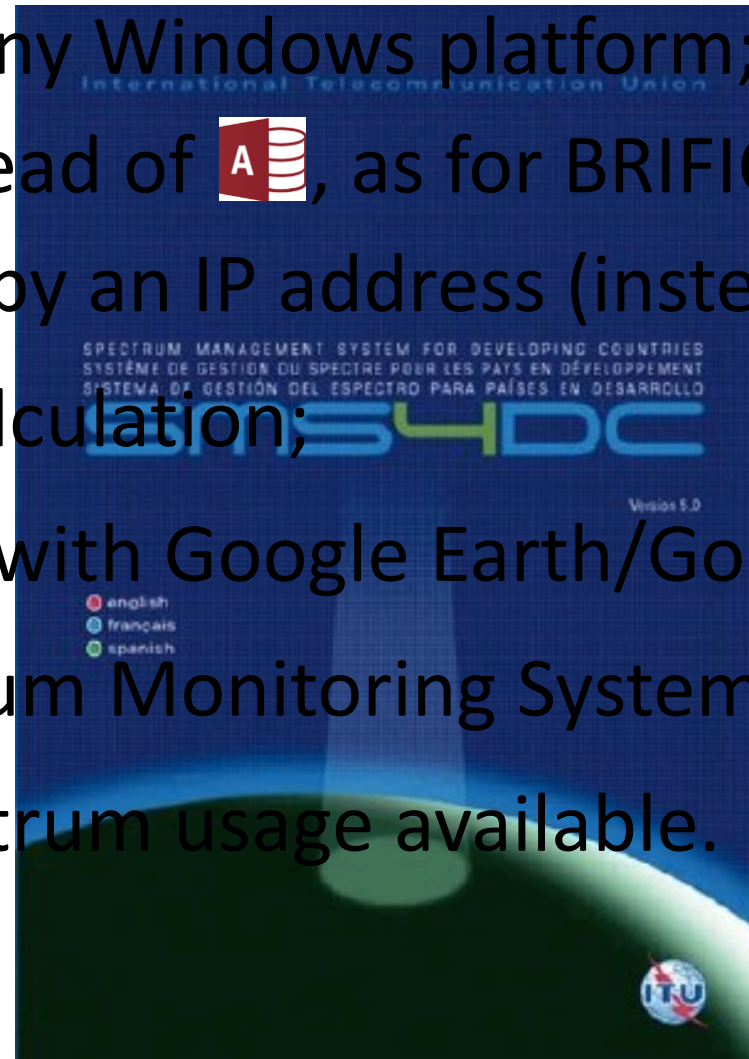 ny Windows platform;
International Telecommunication Union
ead of A, as for BRIFIC
by an IP address (inste
SPECTRUM MANAGEMENT SYSTEM FOR DEVELOPING COUNTRIES
SYSTÈME DE GESTION DU SPECTRE POUR LES PAYS EN DÉVELOPPEMENT
SISTEMA DE GESTIÓN DEL ESPECTRO PARA PAÍSES EN DESARROLLO
lculation;
SMS4DC
Version 5.0
with Google Earth/Go
english
français
spanish
um Monitoring System
trum usage available.
ITU